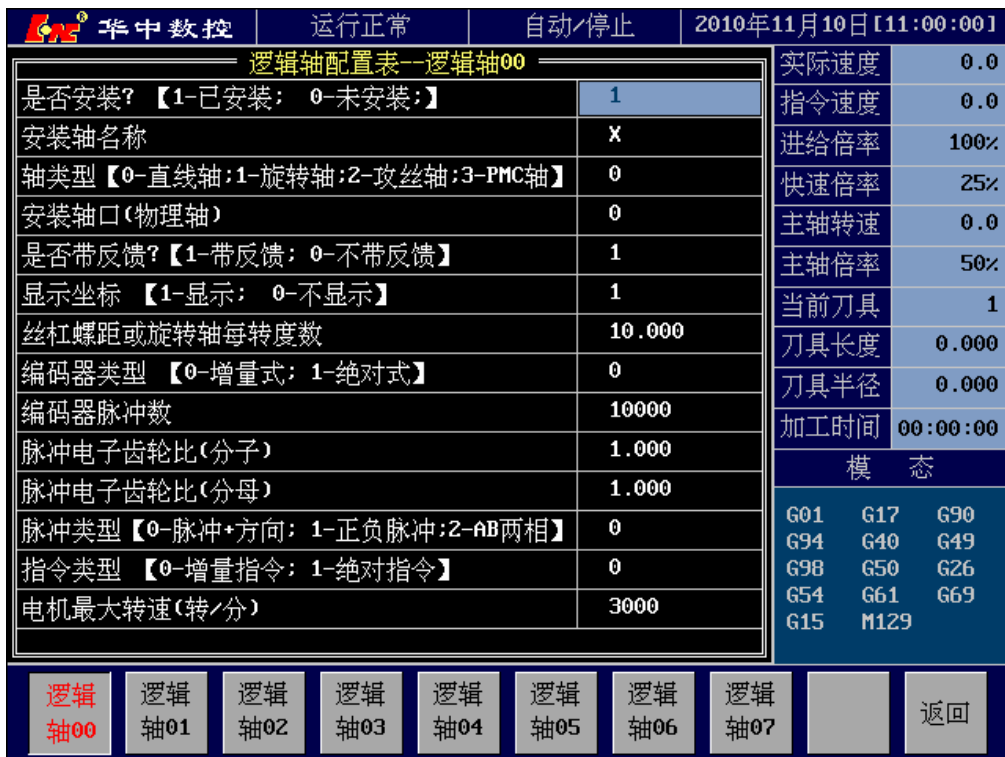 CNC® 华中数控 运行正常 自动/停止 2010年11月10日[11:00:00]
逻辑轴配置表--逻辑轴00
是否安装? 【1-已安装; 0-未安装;】 1
安装轴名称 X
轴类型【0-直线轴;1-旋转轴;2-攻丝轴;3-PMC轴】 0
安装轴口(物理轴) 0
是否带反馈?【1-带反馈; 0-不带反馈】 1
显示坐标 【1-显示; 0-不显示】 1
丝杠螺距或旋转轴每转度数 10.000
编码器类型 【0-增量式; 1-绝对式】 0
编码器脉冲数 10000
脉冲电子齿轮比(分子) 1.000
脉冲电子齿轮比(分母) 1.000
脉冲类型【0-脉冲+方向; 1-正负脉冲;2-AB两相】 0
指令类型 【0-增量指令; 1-绝对指令】 0
电机最大转速(转/分) 3000
实际速度 0.0
指令速度 0.0
进给倍率 100%
快速倍率 25%
主轴转速 0.0
主轴倍率 50%
当前刀具 1
刀具长度 0.000
刀具半径 0.000
加工时间 00:00:00
模 态
G01 G17 G90
G94 G40 G49
G98 G50 G26
G54 G61 G69
G15 M129
逻辑 逻辑 逻辑 逻辑 逻辑 逻辑 逻辑 逻辑
轴00 轴01 轴02 轴03 轴04 轴05 轴06 轴07
返回